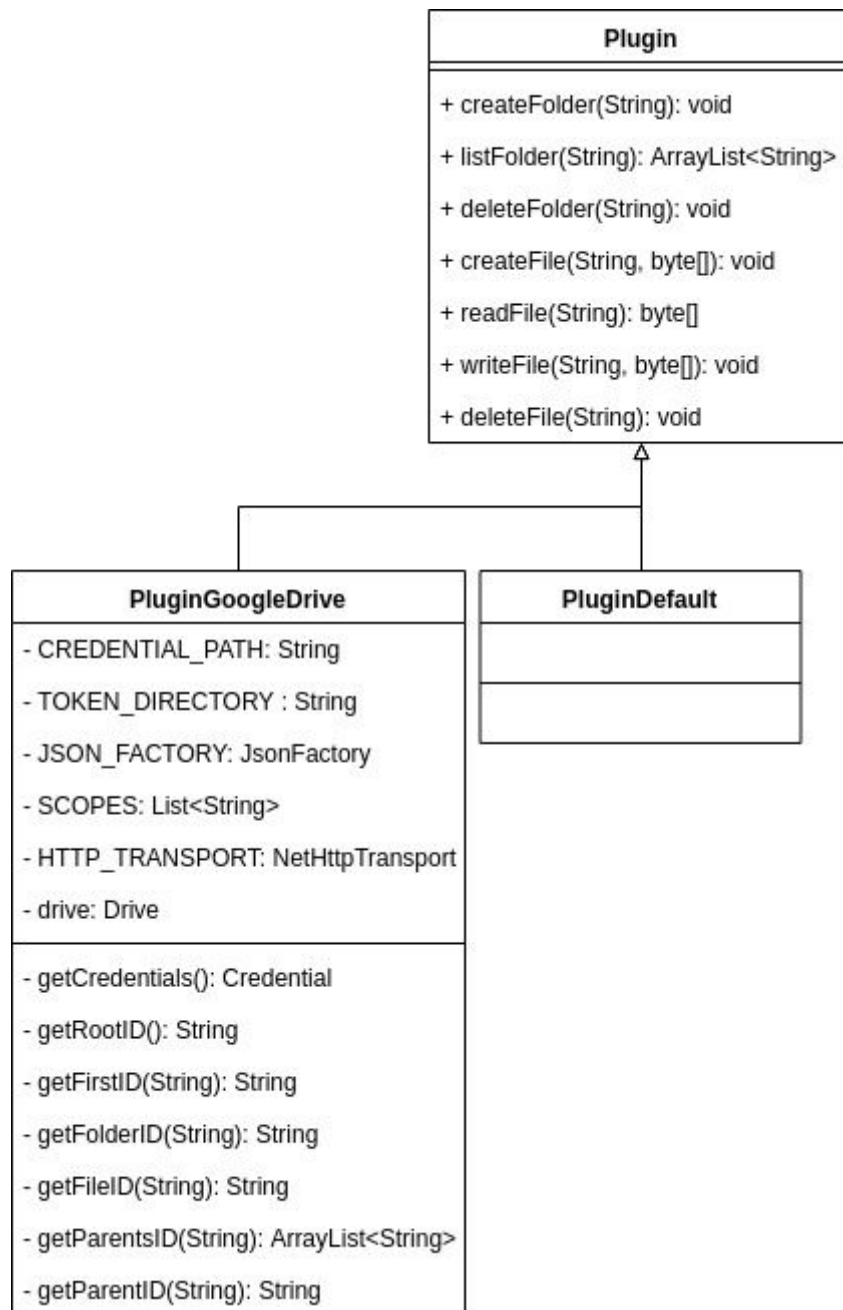 Plugin
+ createFolder(String): void
+ listFolder(String): ArrayList<String>
+ deleteFolder(String): void
+ createFile(String, byte[]): void
+ readFile(String): byte[]
+ writeFile(String, byte[]): void
+ deleteFile(String): void
PluginGoogleDrive
- CREDENTIAL_PATH: String
- TOKEN_DIRECTORY : String
- JSON_FACTORY: JsonFactory
- SCOPES: List<String>
- HTTP_TRANSPORT: NetHttpTransport
- drive: Drive
- getCredentials(): Credential
- getRootID(): String
- getFirstID(String): String
- getFolderID(String): String
- getFileID(String): String
- getParentsID(String): ArrayList<String>
- getParentID(String): String
PluginDefault